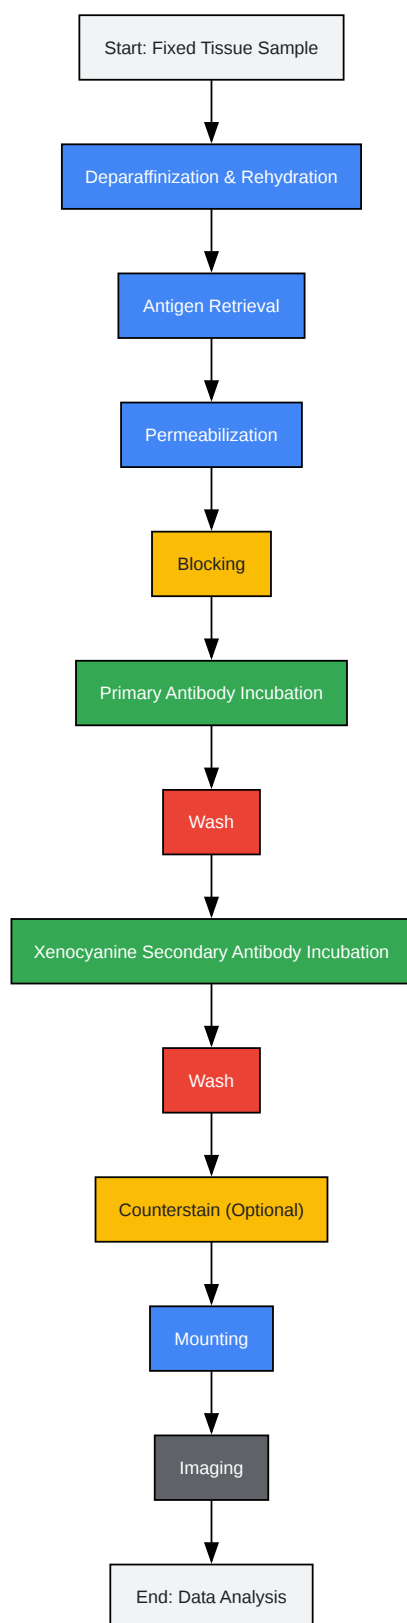 Start: Fixed Tissue Sample
Deparaffinization & Rehydration
Antigen Retrieval
Permeabilization
Blocking
Primary Antibody Incubation
Wash
Xenocyanine Secondary Antibody Incubation
Wash
Counterstain (Optional)
Mounting
Imaging
End: Data Analysis